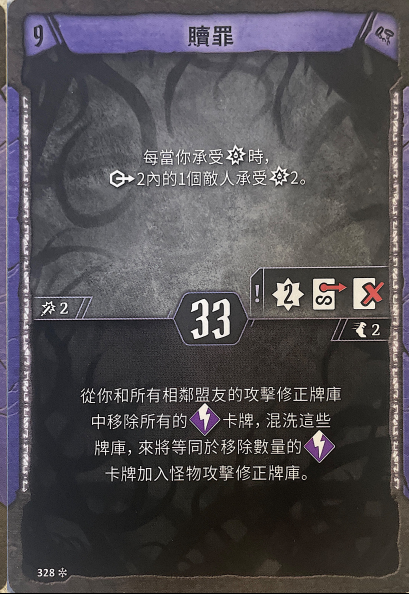 9
贖罪
每當你承受時，
2內的1個敵人承受2。
! 2
2
33
2
從你和所有相鄰盟友的攻擊修正牌庫
中移除所有的卡牌，混洗這些
牌庫，來將等同於移除數量的
卡牌加入怪物攻擊修正牌庫。
328